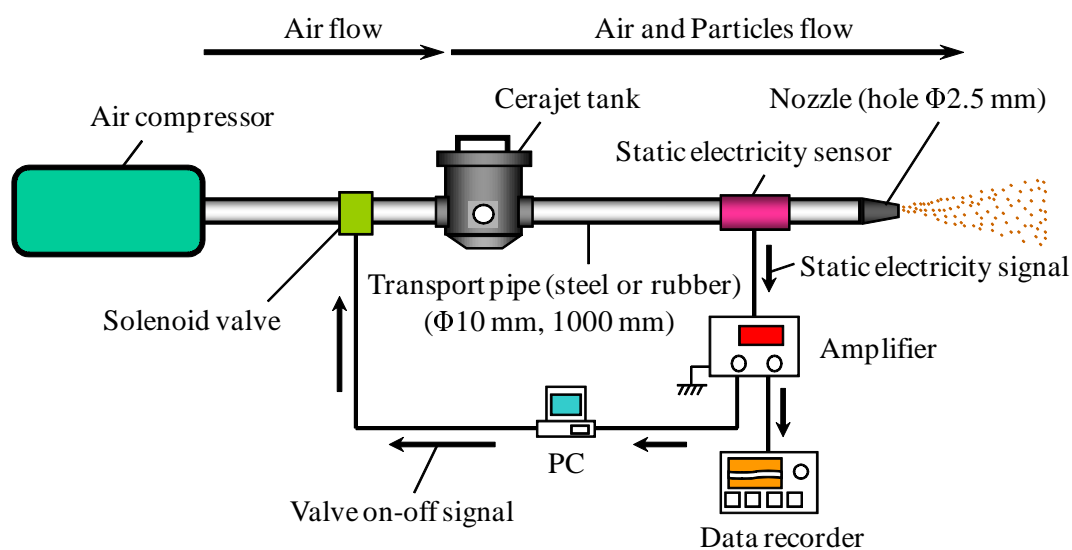 Air flow
Air and Particles flow
Cerajet tank
Nozzle (hole Φ2.5 mm)
Air compressor
Static electricity sensor
Static electricity signal
Transport pipe (steel or rubber)
(Φ10 mm, 1000 mm)
Solenoid valve
Amplifier
PC
Valve on-off signal
Data recorder